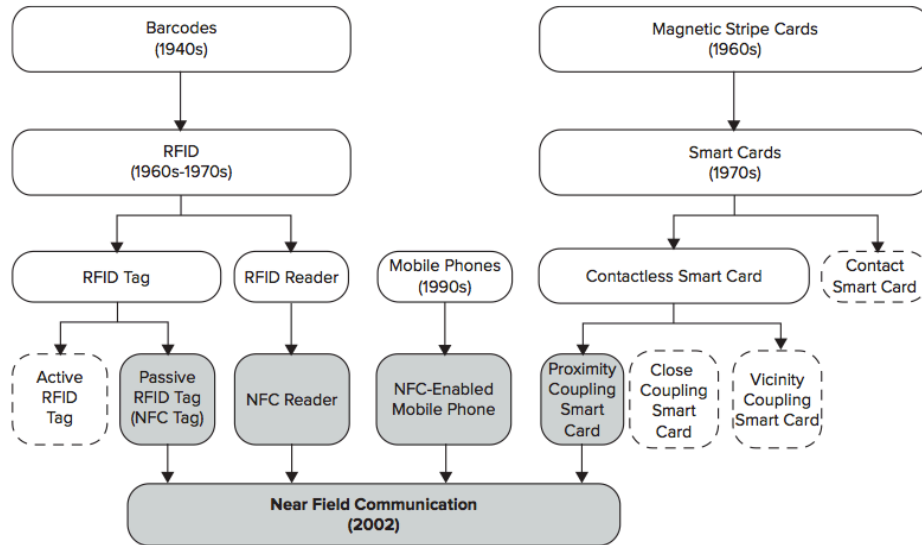 Barcodes
(1940s)
Magnetic Stripe Cards
(1960s)
RFID
(1960s-1970s)
Smart Cards
(1970s)
RFID Tag
RFID Reader
Mobile Phones
(1990s)
Contactless Smart Card
Contact
Smart Card
Active
RFID
Tag
Passive
RFID Tag
(NFC Tag)
NFC Reader
NFC-Enabled
Mobile Phone
Proximity
Coupling
Smart
Card
Close
Coupling
Smart
Card
Vicinity
Coupling
Smart Card
Near Field Communication
(2002)